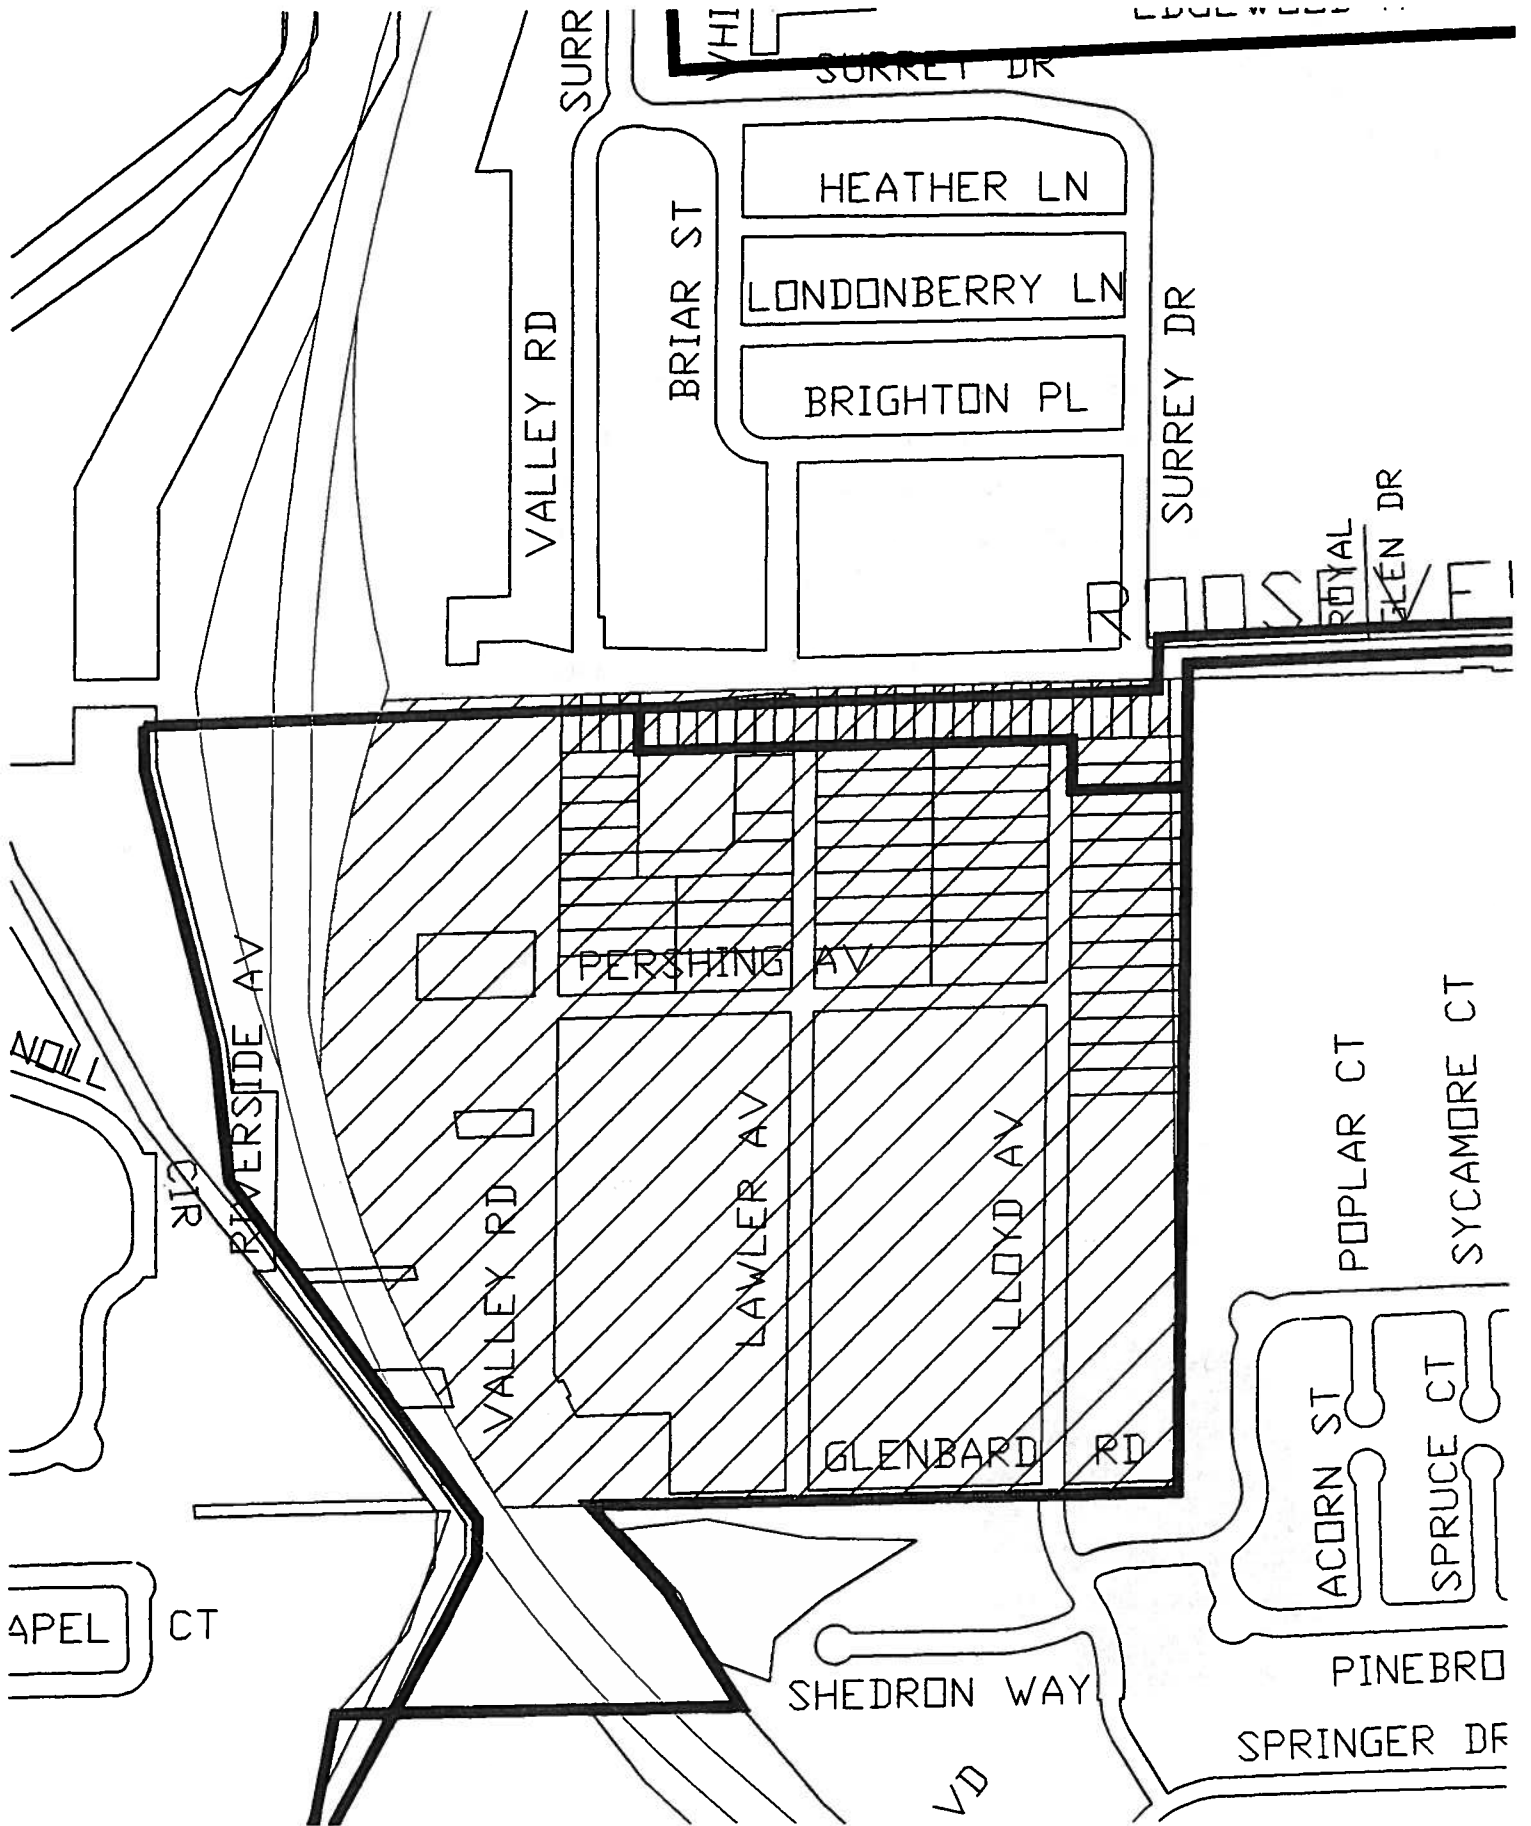 SURREY DR
HEATHER LN
LONDONBERRY LN
BRIGHTON PL
BRIAR ST
VALLEY RD
SURREY DR
ROYAL
GLEN DR
PERSHING AV
RIVERSIDE AV
CIR
VALLEY RD
LAWLER AV
LLOYD AV
GLENBARD RD
POPLAR CT
SYCAMORE CT
ACORN ST
SPRUCE CT
APEL CT
SHEDRON WAY
PINEBRO
SPRINGER DR
SURR